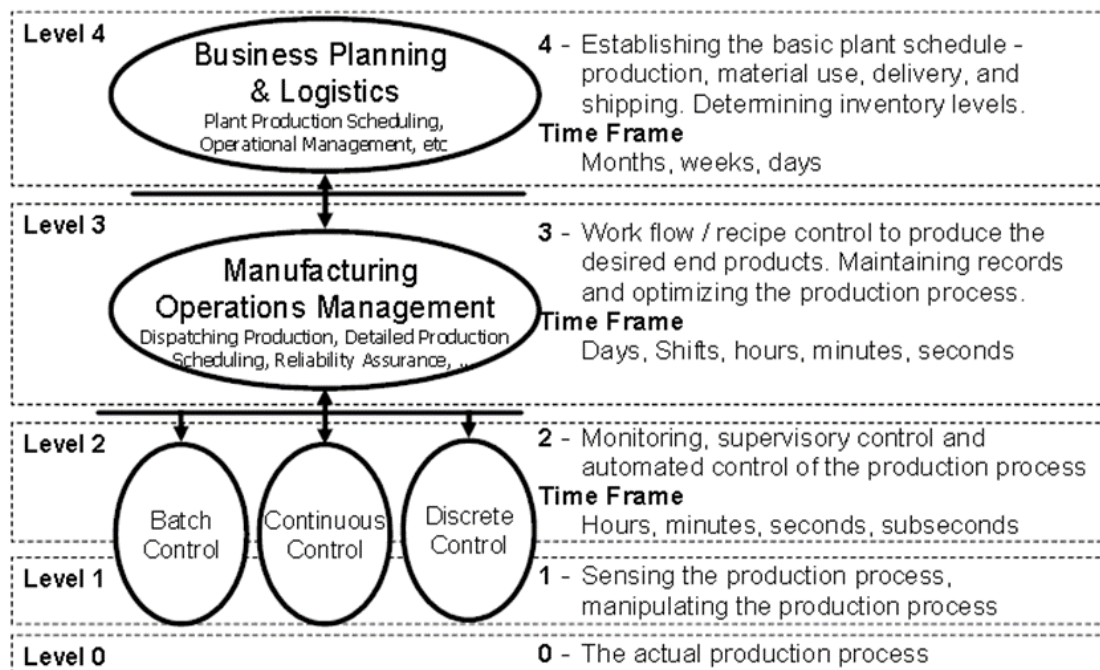 Level 4
Business Planning
& Logistics
Plant Production Scheduling,
Operational Management, etc
4 - Establishing the basic plant schedule -
production, material use, delivery, and
shipping. Determining inventory levels.
Time Frame
Months, weeks, days
Level 3
Manufacturing
Operations Management
Dispatching Production, Detailed Production
Scheduling, Reliability Assurance, ...
3 - Work flow / recipe control to produce the
desired end products. Maintaining records
and optimizing the production process.
Time Frame
Days, Shifts, hours, minutes, seconds
Level 2
Batch
Control
Continuous
Control
Discrete
Control
2 - Monitoring, supervisory control and
automated control of the production process
Time Frame
Hours, minutes, seconds, subseconds
Level 1
1 - Sensing the production process,
manipulating the production process
Level 0
0 - The actual production process